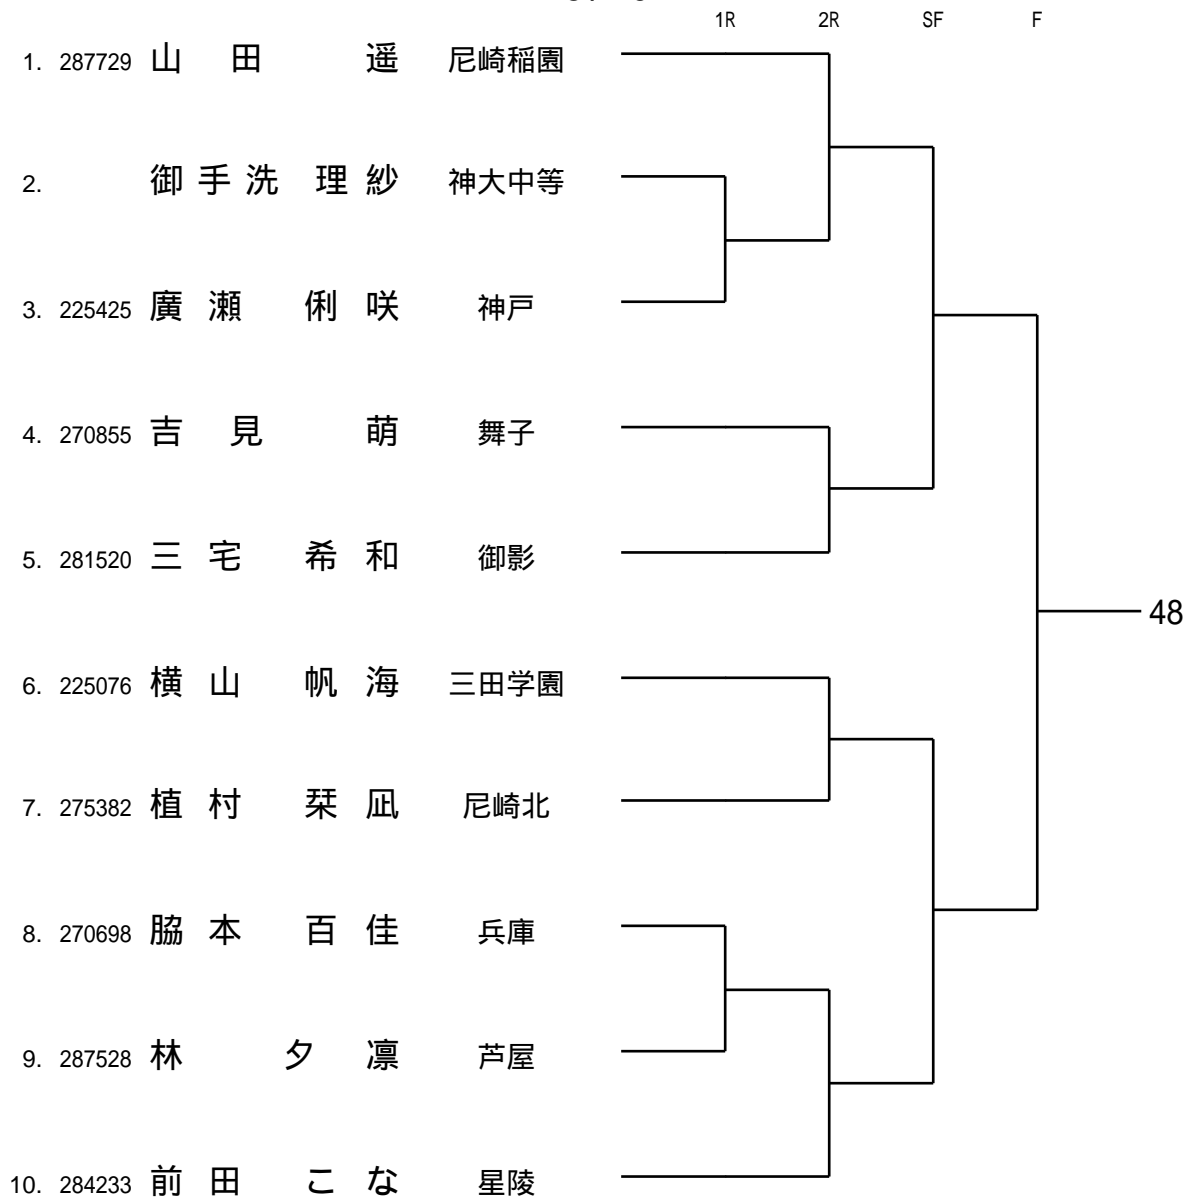 1R 2R SF F
1. 287729 山田 遥 尼崎稲園
2. 御手洗 理紗 神大中等
3. 225425 廣瀬 俐咲 神戸
4. 270855 吉見 萌 舞子
5. 281520 三宅 希和 御影
48
6. 225076 横山 帆海 三田学園
7. 275382 植村 栞凪 尼崎北
8. 270698 脇本 百佳 兵庫
9. 287528 林 夕凛 芦屋
10. 284233 前田 こな 星陵